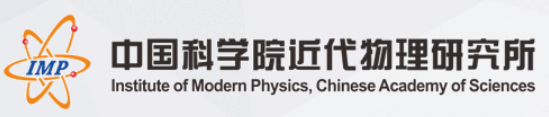 IMP
中国科学院近代物理研究所
Institute of Modern Physics, Chinese Academy of Sciences